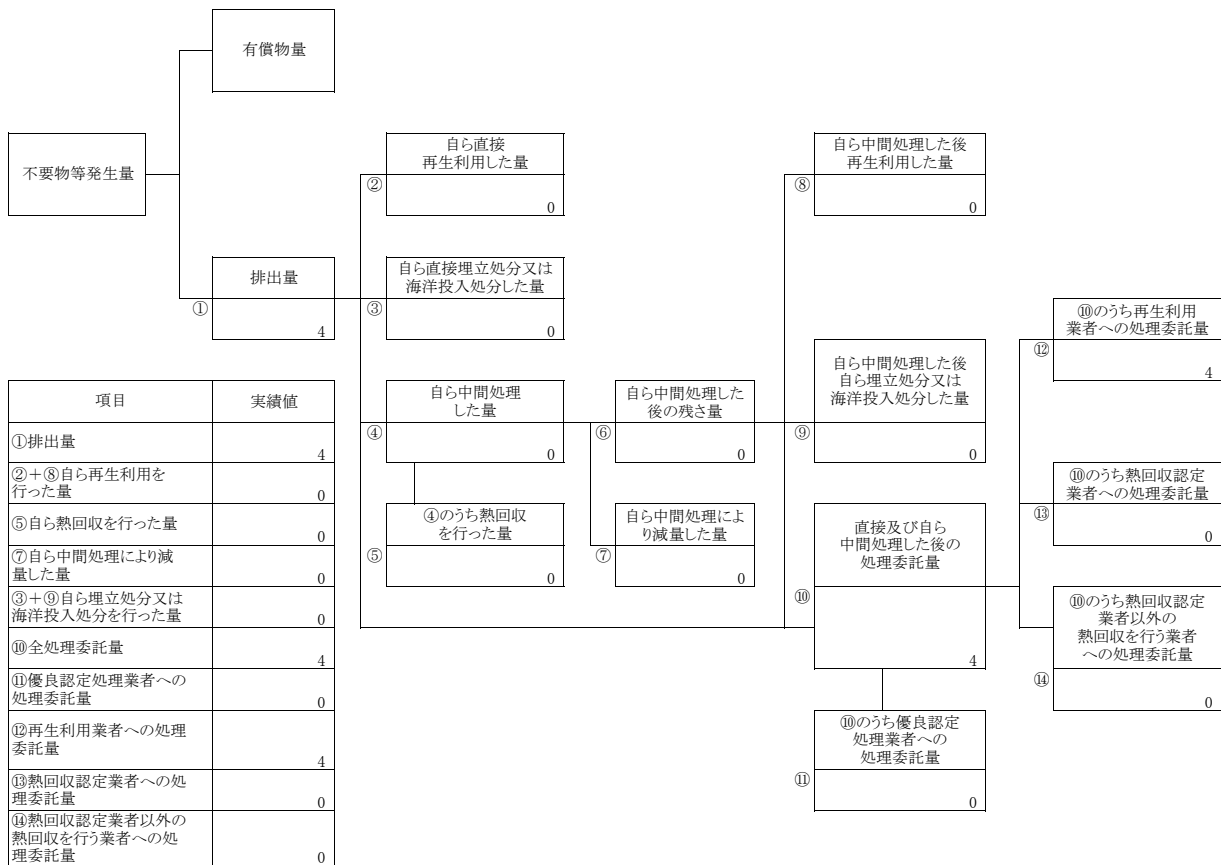 有償物量
不要物等発生量
自ら直接
再生利用した量
②
0
自ら中間処理した後
再生利用した量
⑧
0
排出量
①
4
自ら直接埋立処分又は
海洋投入処分した量
③
0
⑩のうち再生利用
業者への処理委託量
⑫
4
自ら中間処理
した量
④
0
自ら中間処理した
後の残さ量
⑥
0
自ら中間処理した後
自ら埋立処分又は
海洋投入処分した量
⑨
0
⑩のうち熱回収認定
業者への処理委託量
⑬
0
④のうち熱回収
を行った量
⑤
0
自ら中間処理によ
り減量した量
⑦
0
直接及び自ら
中間処理した後の
処理委託量
⑩
4
⑩のうち熱回収認定
業者以外の
熱回収を行う業者
への処理委託量
⑭
0
⑩のうち優良認定
処理業者への
処理委託量
⑪
0
項目 実績値
①排出量 4
②+⑧自ら再生利用を
行った量 0
⑤自ら熱回収を行った量 0
⑦自ら中間処理により減
量した量 0
③+⑨自ら埋立処分又は
海洋投入処分を行った量 0
⑩全処理委託量 4
⑪優良認定処理業者への
処理委託量 0
⑫再生利用業者への処理
委託量 4
⑬熱回収認定業者への処
理委託量 0
⑭熱回収認定業者以外の
熱回収を行う業者への処
理委託量 0